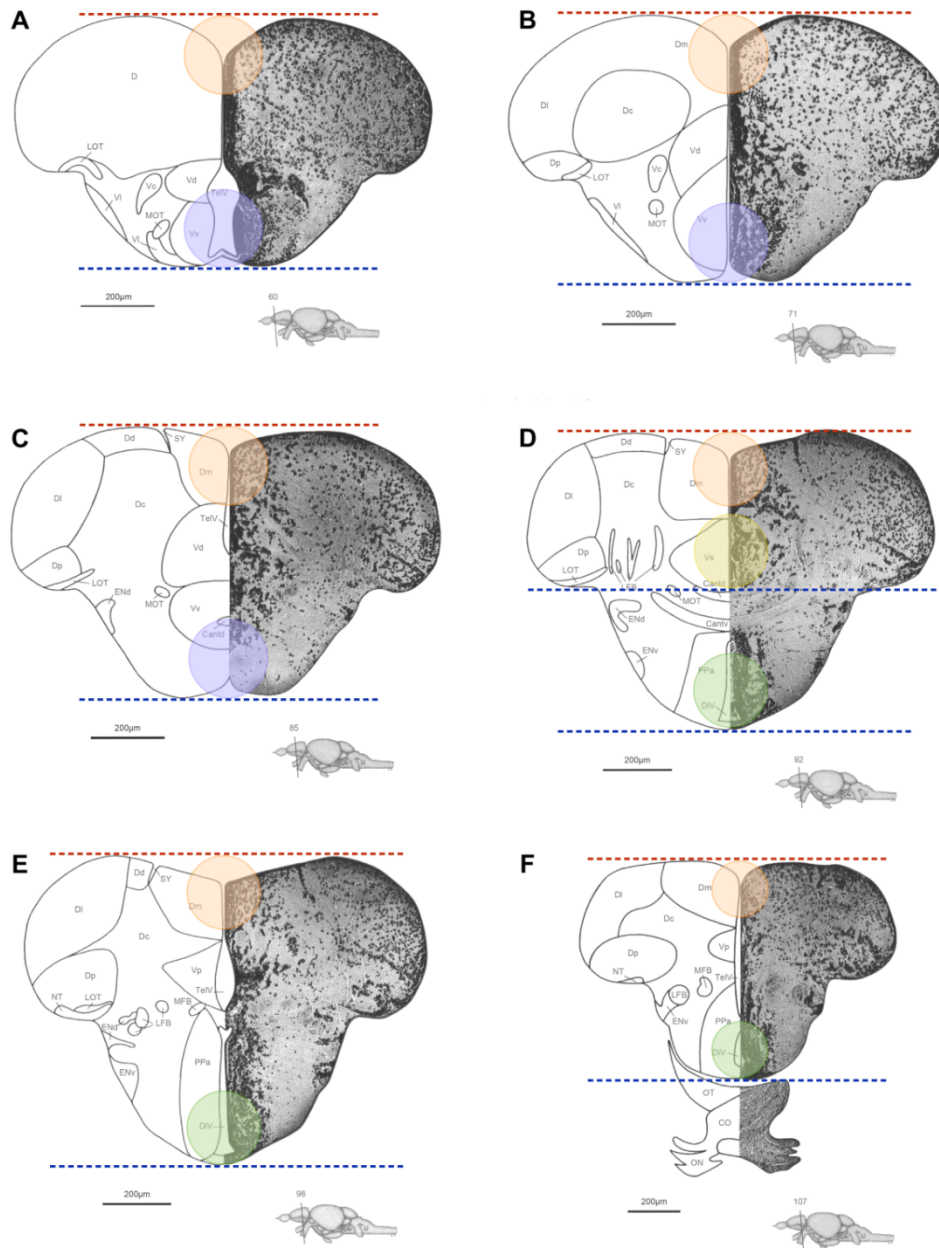 A
D
LOT
Vl
Vc
Vd
TelV
MOT
Vv
Vl
200µm
60
B
Dm
Dl
Dc
Dp
LOT
Vd
Vc
Vl
MOT
Vv
200µm
71
C
Dd
SY
Dm
Dl
Dc
TelV
Vd
Dp
LOT
ENd
MOT
Vv
Cantd
200µm
85
D
Dd
SY
Dm
Dl
Dc
Vs
Dp
LOT
LFB
Cantd
MOT
ENd
Cantv
ENv
PPa
DiV
200µm
92
E
Dd
SY
Dm
Dl
Dc
Vp
Dp
TelV
NT
LOT
MFB
ENd
LFB
PPa
ENv
DiV
200µm
98
F
Dm
Dl
Dc
Dp
Vp
NT
MFB
TelV
LFB
ENv
PPa
DiV
OT
CO
ON
200µm
107